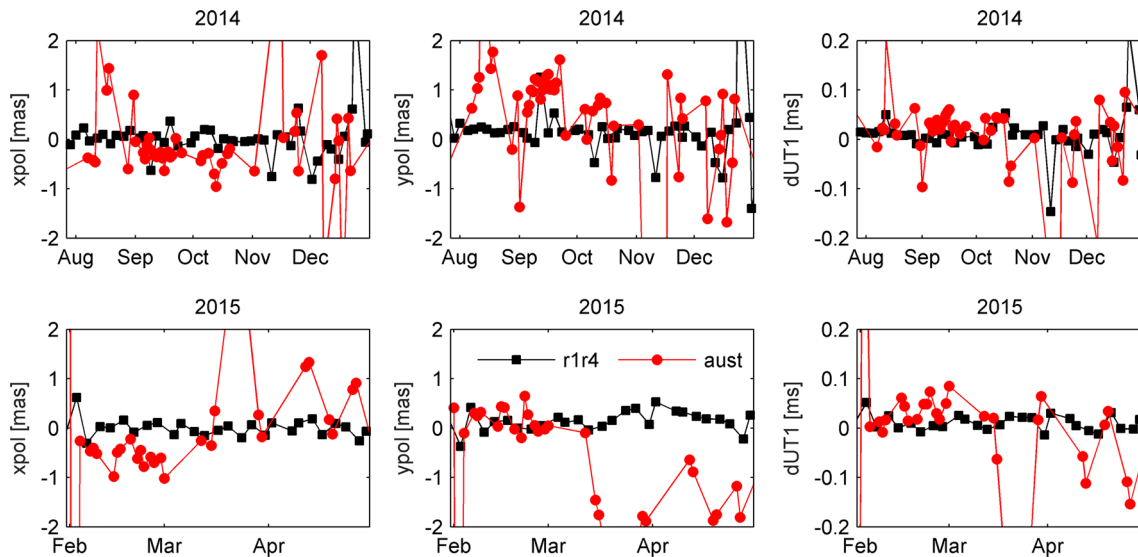 2014 2014 2014
2 2 0.2
1 1 0.1
xpol [mas] 0 ypol [mas] 0 dUT1 [ms] 0
-1 -1 -0.1
-2 -2 -0.2
Aug Sep Oct Nov Dec Aug Sep Oct Nov Dec Aug Sep Oct Nov Dec
2015 2015 2015
2 2 0.2
r1r4 aust
1 1 0.1
xpol [mas] 0 ypol [mas] 0 dUT1 [ms] 0
-1 -1 -0.1
-2 -2 -0.2
Feb Mar Apr Feb Mar Apr Feb Mar Apr